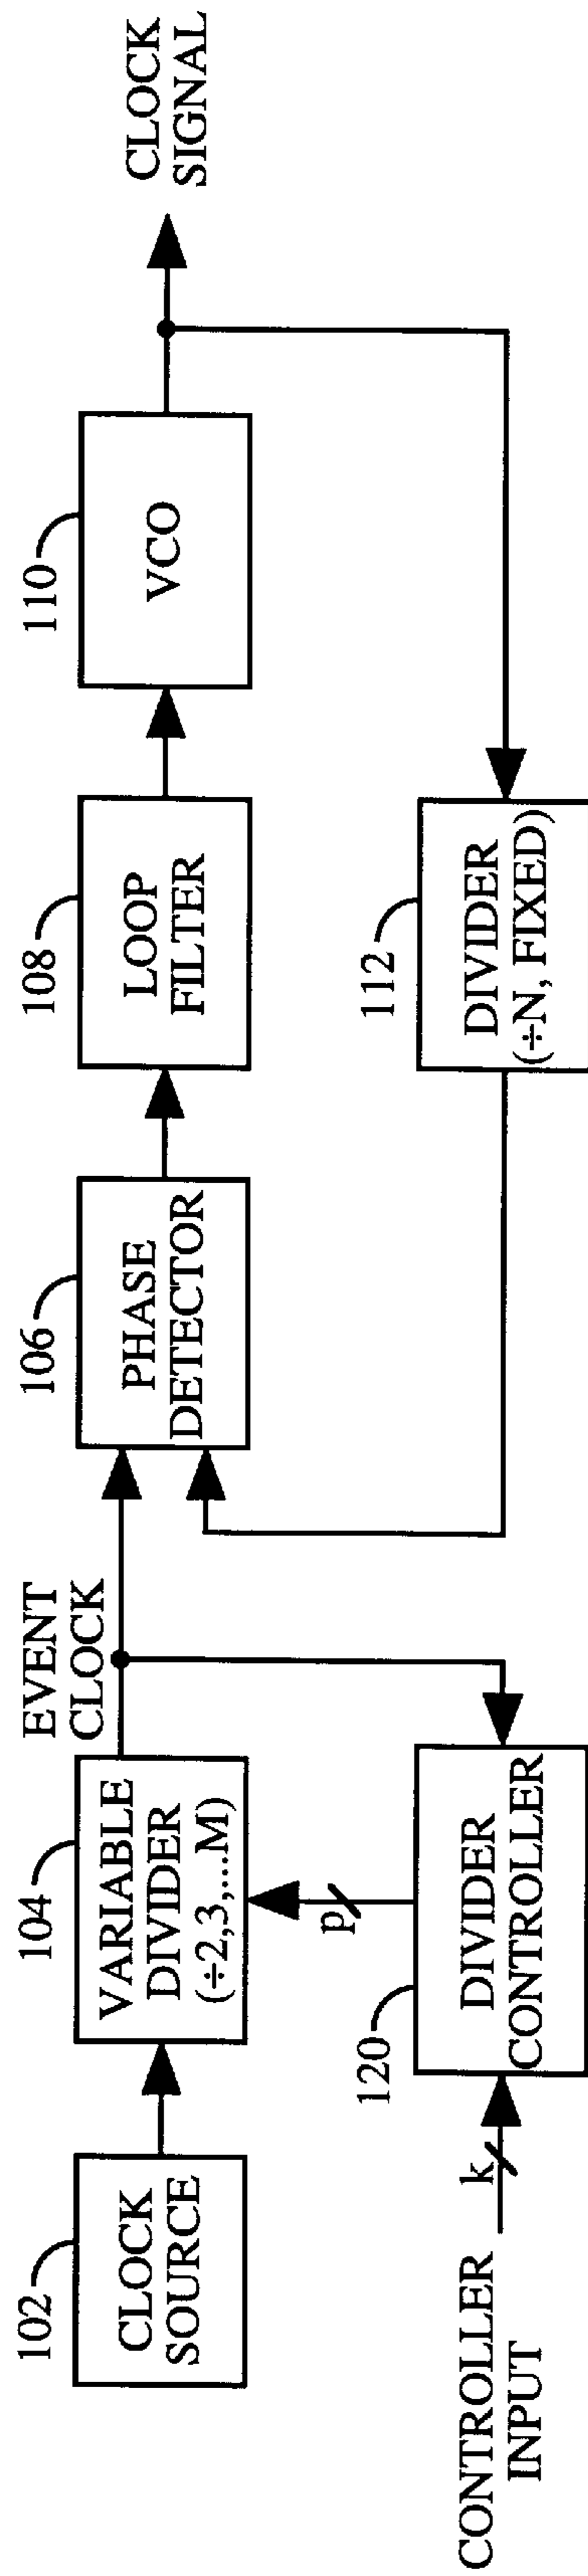 102
CLOCK
SOURCE
104
VARIABLE
DIVIDER
(÷2,3,....M)
EVENT
CLOCK
106
PHASE
DETECTOR
108
LOOP
FILTER
110
VCO
CLOCK
SIGNAL
CONTROLLER
INPUT
k
120
DIVIDER
CONTROLLER
p
112
DIVIDER
(÷N, FIXED)